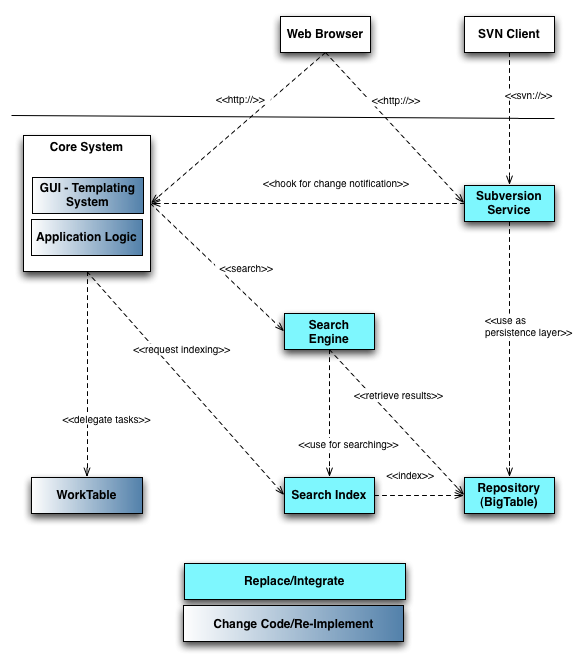 Web Browser
SVN Client
<<http://>>
<<http://>>
<<svn://>>
Core System
GUI - Templating
System
Application Logic
<<hook for change notification>>
Subversion
Service
<<search>>
Search
Engine
<<use as
persistence layer>>
<<request indexing>>
<<retrieve results>>
<<delegate tasks>>
<<use for searching>>
<<index>>
WorkTable
Search Index
Repository
(BigTable)
Replace/Integrate
Change Code/Re-Implement